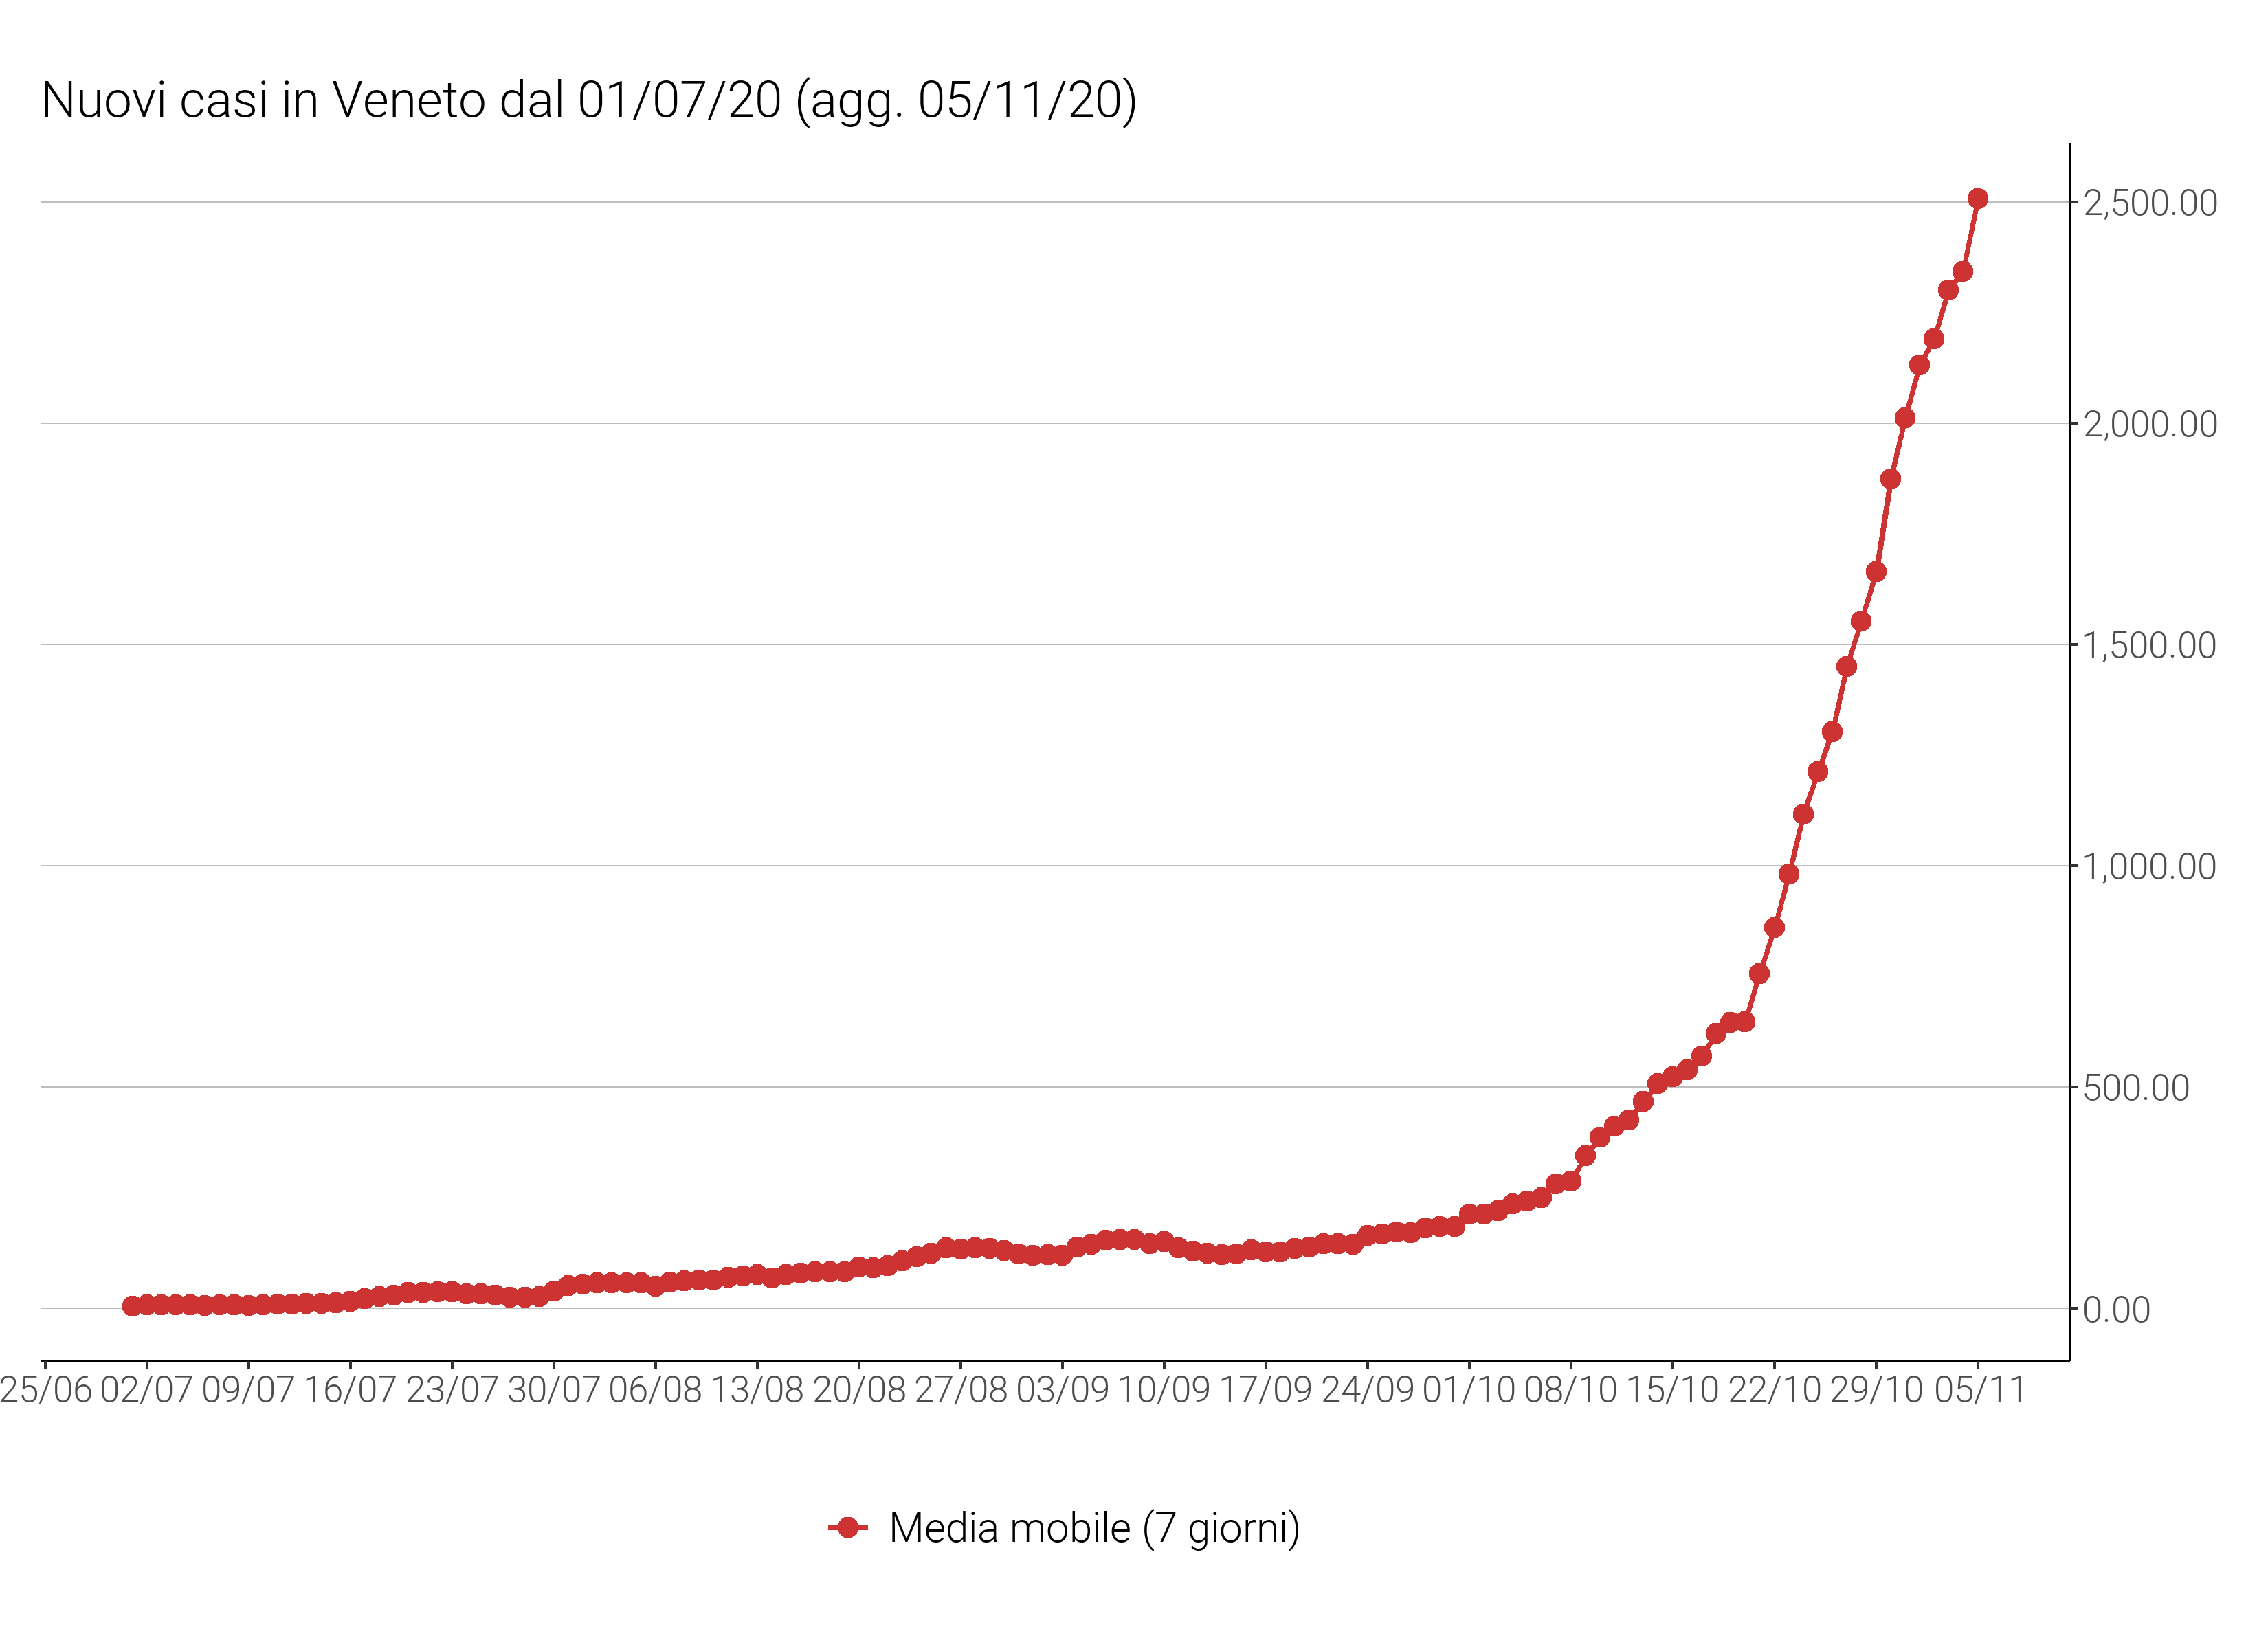 Nuovi casi in Veneto dal 01/07/20 (agg. 05/11/20)
2,500.00
2,000.00
1,500.00
1,000.00
500.00
0.00
25/06 02/07 09/07 16/07 23/07 30/07 06/08 13/08 20/08 27/08 03/09 10/09 17/09 24/09 01/10 08/10 15/10 22/10 29/10 05/11
Media mobile (7 giorni)